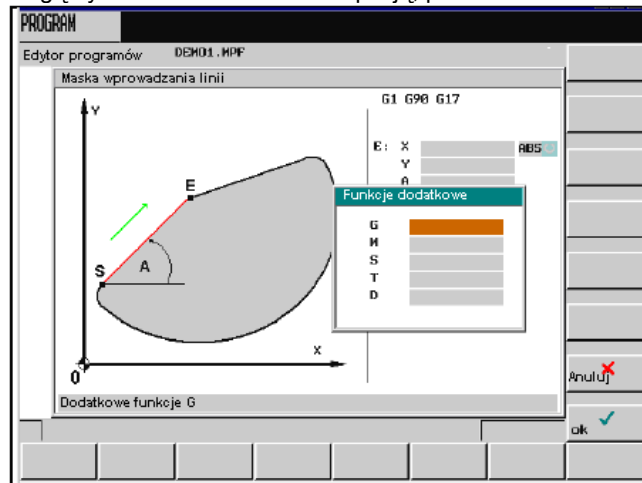 PROGRAM
Edytor programów DEMO1.MPF
Maska wprowadzania linii
G1 G90 G17
Y
E: X ABS
Y
A
E
Funkcje dodatkowe
G
M
S
T
D
S
A
X
0
Dodatkowe funkcje G
Anuluj
ok